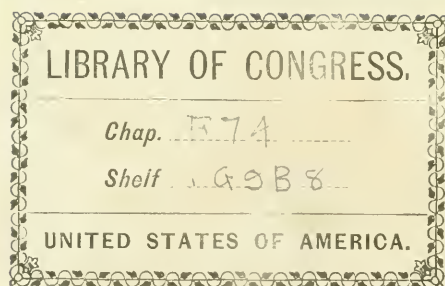 LIBRARY OF CONGRESS.
Chap. F74
Shelf .G9B8
UNITED STATES OF AMERICA.